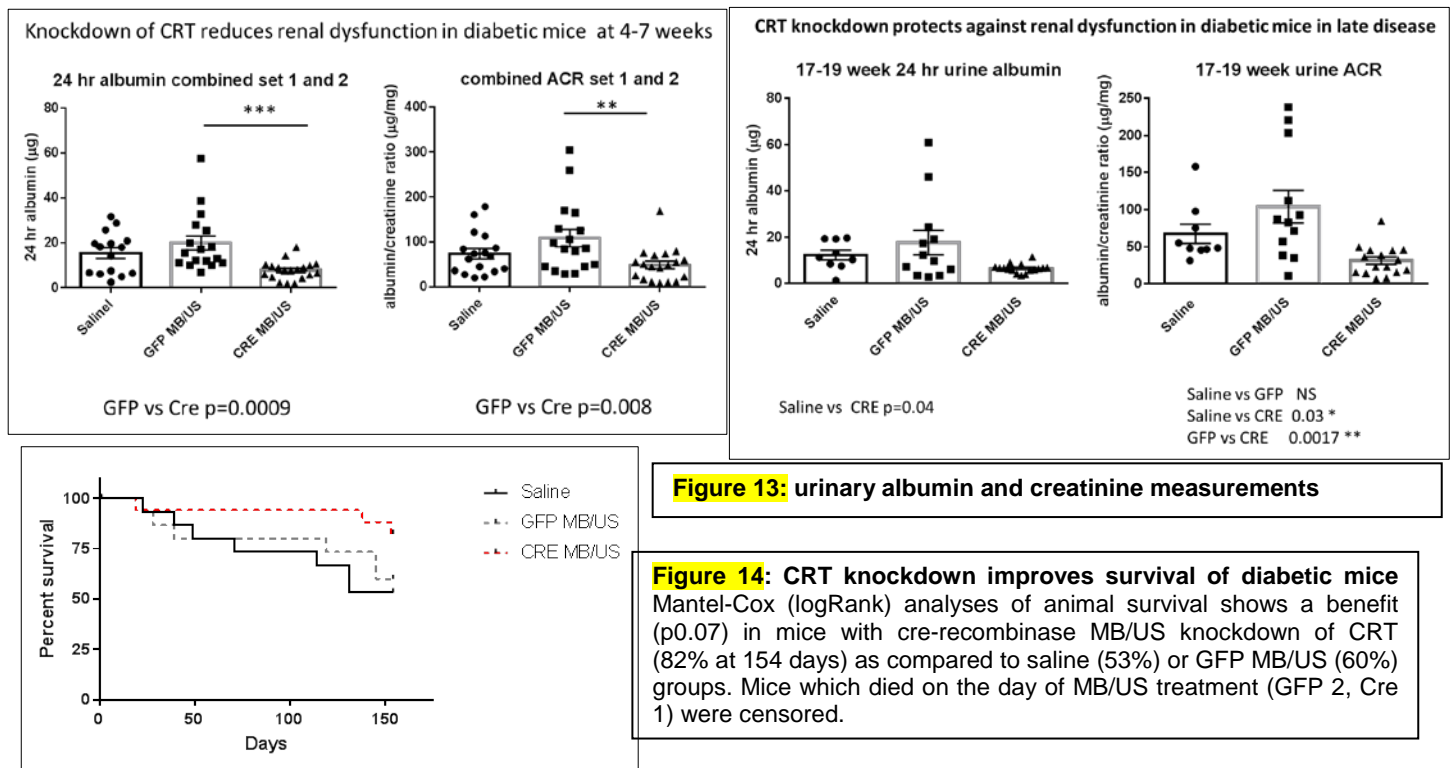 Knockdown of CRT reduces renal dysfunction in diabetic mice at 4-7 weeks
24 hr albumin combined set 1 and 2
80
60
40
20
0
24 hr albumin (µg)
***
Saline
GFP MB/US
CRE MB/US
GFP vs Cre p=0.0009
combined ACR set 1 and 2
400
300
200
100
0
albumin/creatinine ratio (µg/mg)
**
Saline
GFP MB/US
CRE MB/US
GFP vs Cre p=0.008
CRT knockdown protects against renal dysfunction in diabetic mice in late disease
17-19 week 24 hr urine albumin
80
60
40
20
0
24 hr albumin (µg)
Saline
GFP MB/US
CRE MB/US
Saline vs CRE p=0.04
17-19 week urine ACR
250
200
150
100
50
0
albumin/creatinine ratio (µg/mg)
Saline
GFP MB/US
CRE MB/US
Saline vs GFP NS
Saline vs CRE 0.03 *
GFP vs CRE 0.0017 **
100
75
50
25
0
Percent survival
0
50
100
150
Days
Saline
GFP MB/US
CRE MB/US
Figure 13: urinary albumin and creatinine measurements
Figure 14: CRT knockdown improves survival of diabetic mice
Mantel-Cox (logRank) analyses of animal survival shows a benefit
(p0.07) in mice with cre-recombinase MB/US knockdown of CRT
(82% at 154 days) as compared to saline (53%) or GFP MB/US (60%)
groups. Mice which died on the day of MB/US treatment (GFP 2, Cre
1) were censored.